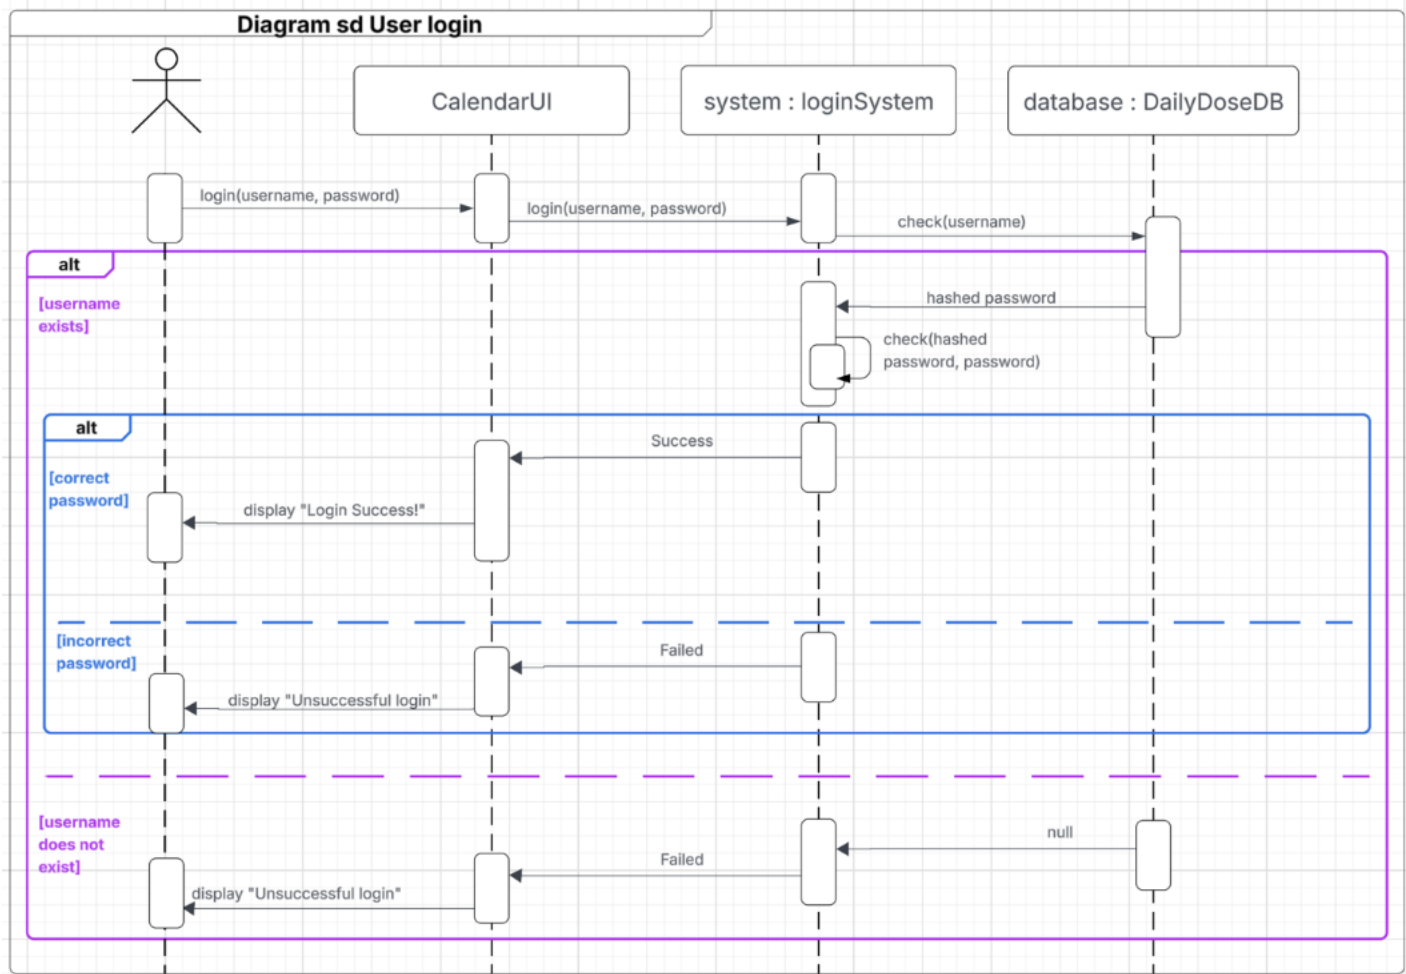 Diagram sd User login
CalendarUI
system : loginSystem
database : DailyDoseDB
login(username, password)
login(username, password)
check(username)
alt
[username
exists]
hashed password
check(hashed
password, password)
alt
Success
[correct
password]
display "Login Success!"
[incorrect
password]
Failed
display "Unsuccessful login"
[username
does not
exist]
null
Failed
display "Unsuccessful login"